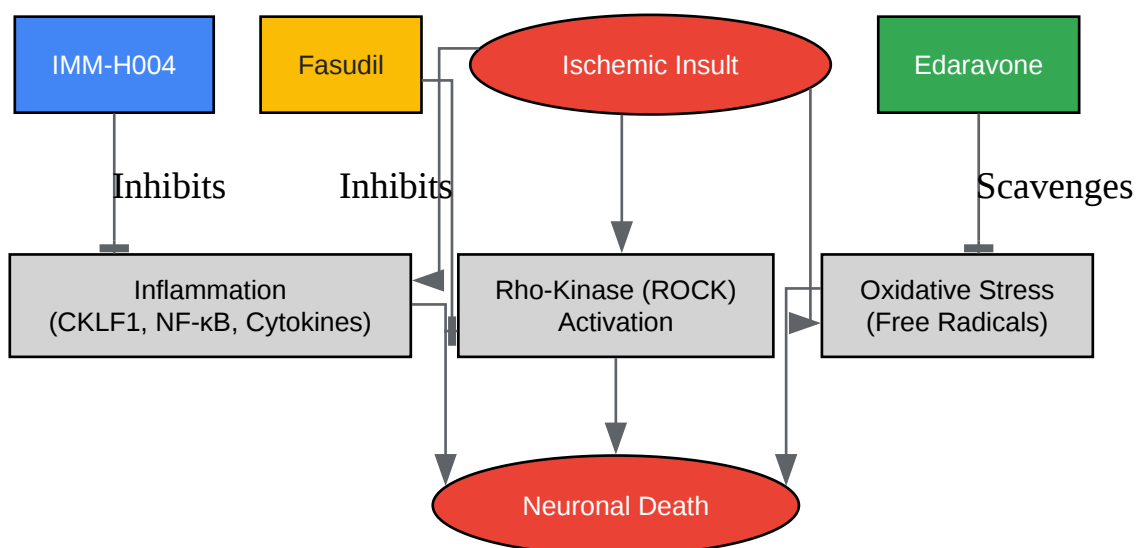 IMM-H004
Fasudil
Ischemic Insult
Edaravone
Inhibits
Inhibits
Scavenges
Inflammation
(CKLF1, NF-κB, Cytokines)
Rho-Kinase (ROCK)
Activation
Oxidative Stress
(Free Radicals)
Neuronal Death